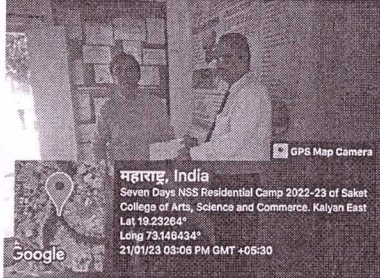 GPS Map Camera
महाराष्ट्र, India
Seven Days NSS Residential Camp 2022-23 of Saket
College of Arts, Science and Commerce. Kalyan East
Lat 19.23264°
Long 73.146434°
21/01/23 03:06 PM GMT +05:30
Google